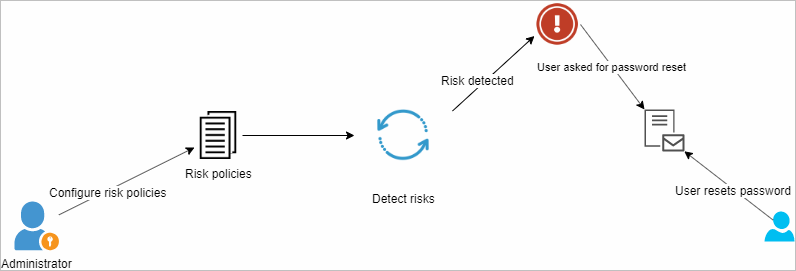 User asked for password reset
Risk detected
Risk policies
Configure risk policies
Detect risks
User resets password
Administrator